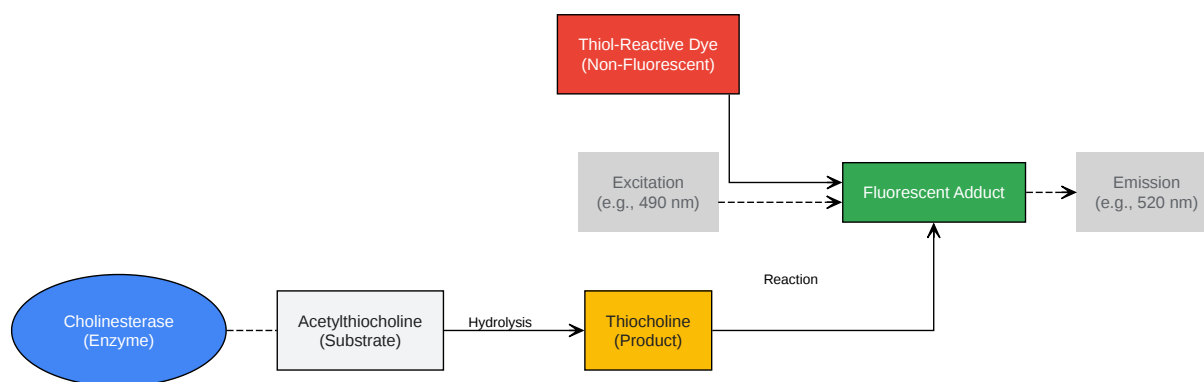 Thiol-Reactive Dye
(Non-Fluorescent)
Excitation
(e.g., 490 nm)
Fluorescent Adduct
Emission
(e.g., 520 nm)
Reaction
Cholinesterase
(Enzyme)
Acetylthiocholine
(Substrate)
Hydrolysis
Thiocholine
(Product)